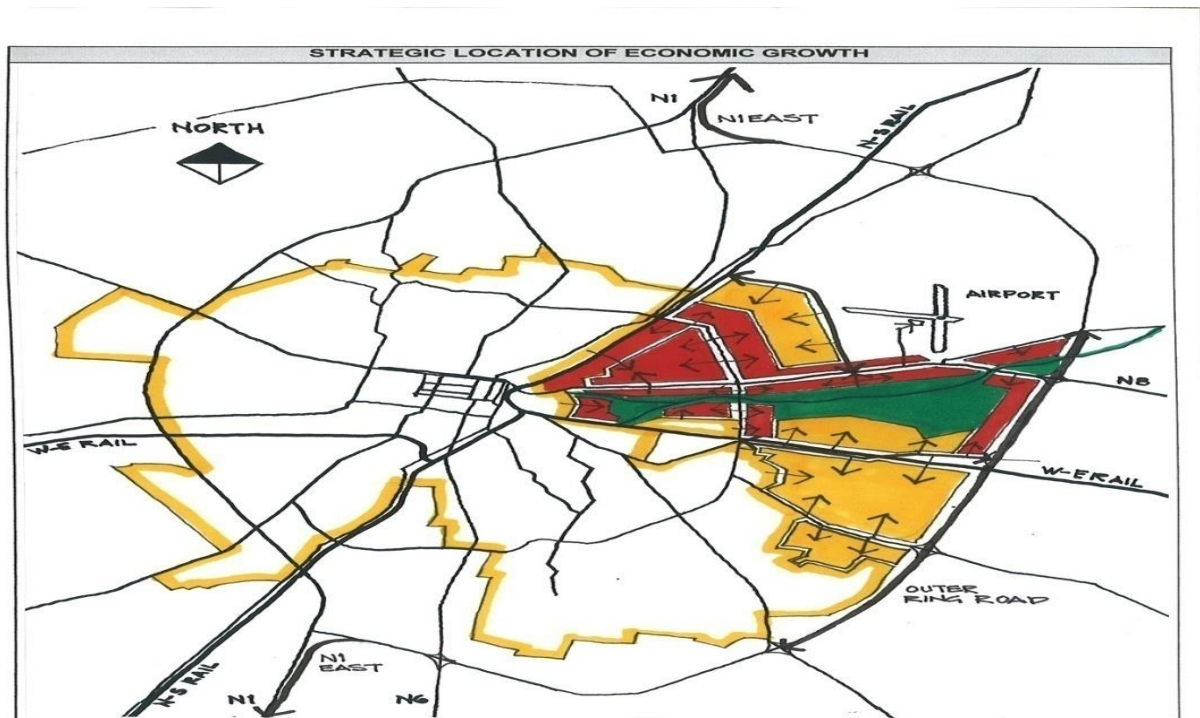 STRATEGIC LOCATION OF ECONOMIC GROWTH
N1
N1 EAST
N-S RAIL
NORTH
AIRPORT
N8
W-E RAIL
W-E RAIL
OUTER
RING ROAD
N1
EAST
N-S RAIL
N1
N6